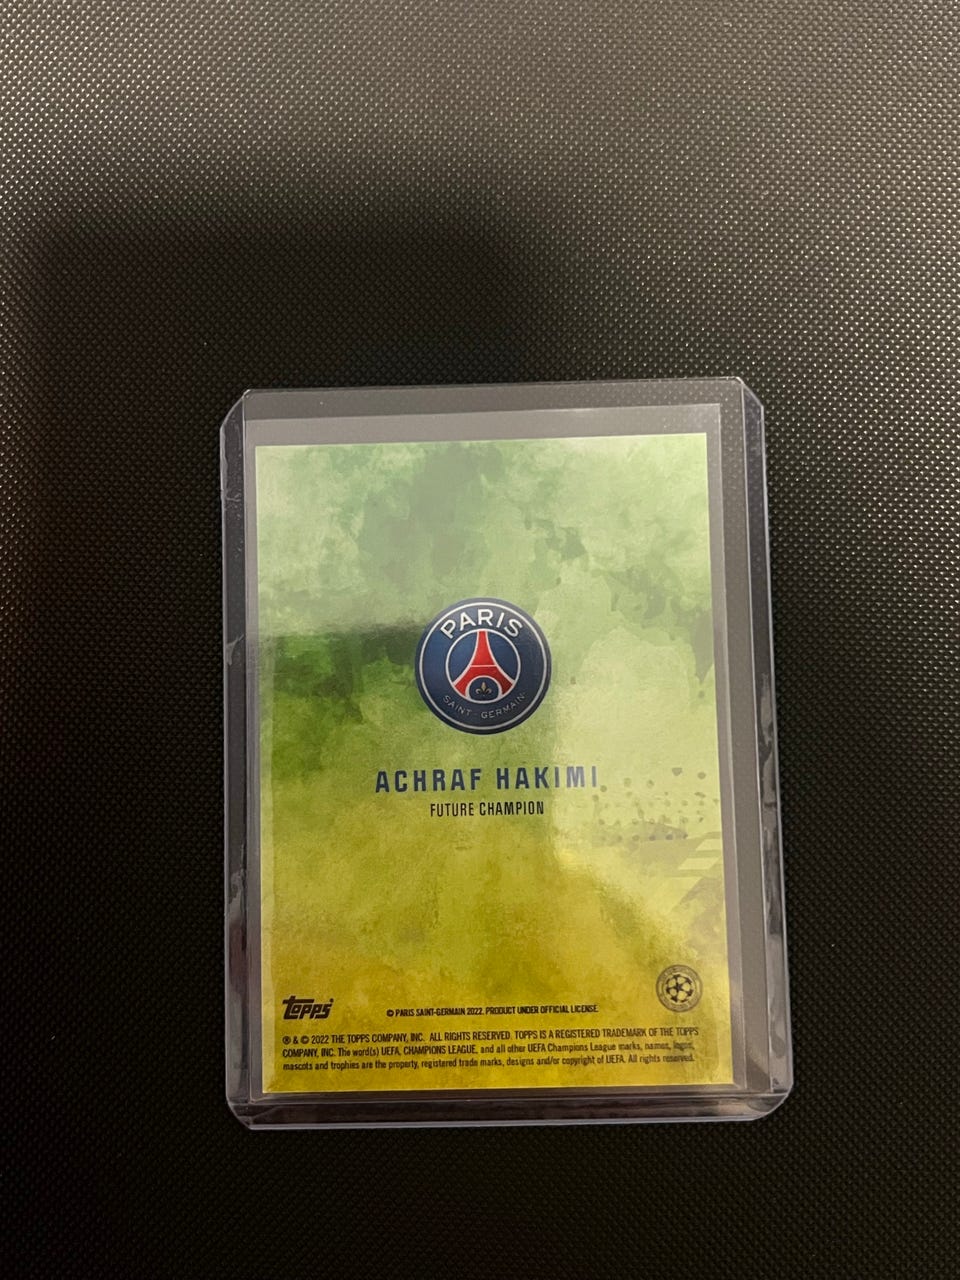 PARIS
SAINT-GERMAIN
ACHRAF HAKIMI
FUTURE CHAMPION
topps
© PARIS SAINT-GERMAIN 2022. PRODUCT UNDER OFFICIAL LICENSE.
® & © 2022 THE TOPPS COMPANY, INC. ALL RIGHTS RESERVED. TOPPS IS A REGISTERED TRADEMARK OF THE TOPPS
COMPANY, INC. The word(s) UEFA, CHAMPIONS LEAGUE, and all other UEFA Champions League marks, names, logos,
mascots and trophies are the property, registered trade marks, designs and/or copyright of UEFA. All rights reserved.